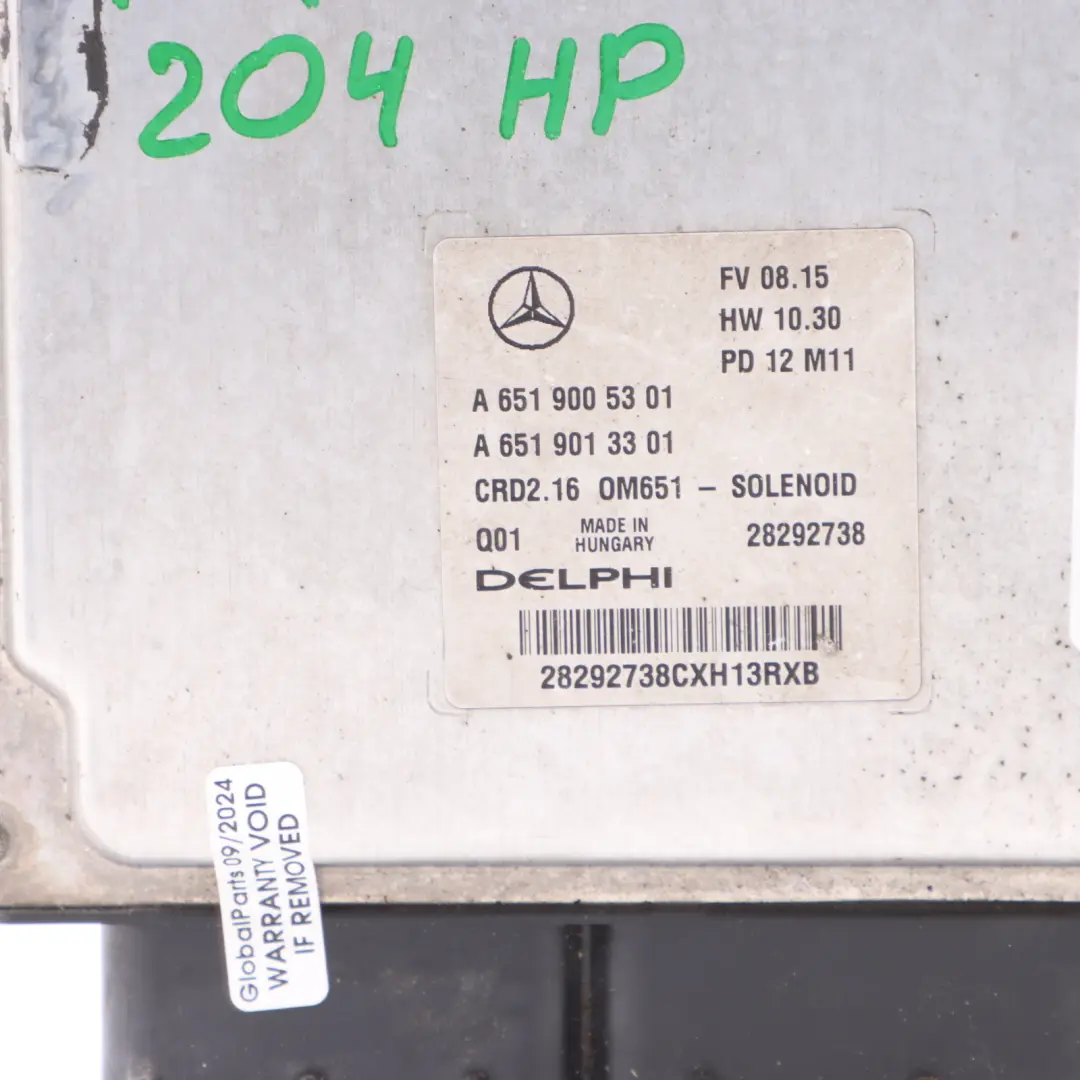 204 HP
FV 08.15
HW 10.30
PD 12 M11
A 651 900 53 01
A 651 901 33 01
CRD2.16 OM651 – SOLENOID
Q01 MADE IN HUNGARY 28292738
DELPHI
28292738CXH13RXB
GlobalParts 09/2024
WARRANTY VOID
IF REMOVED